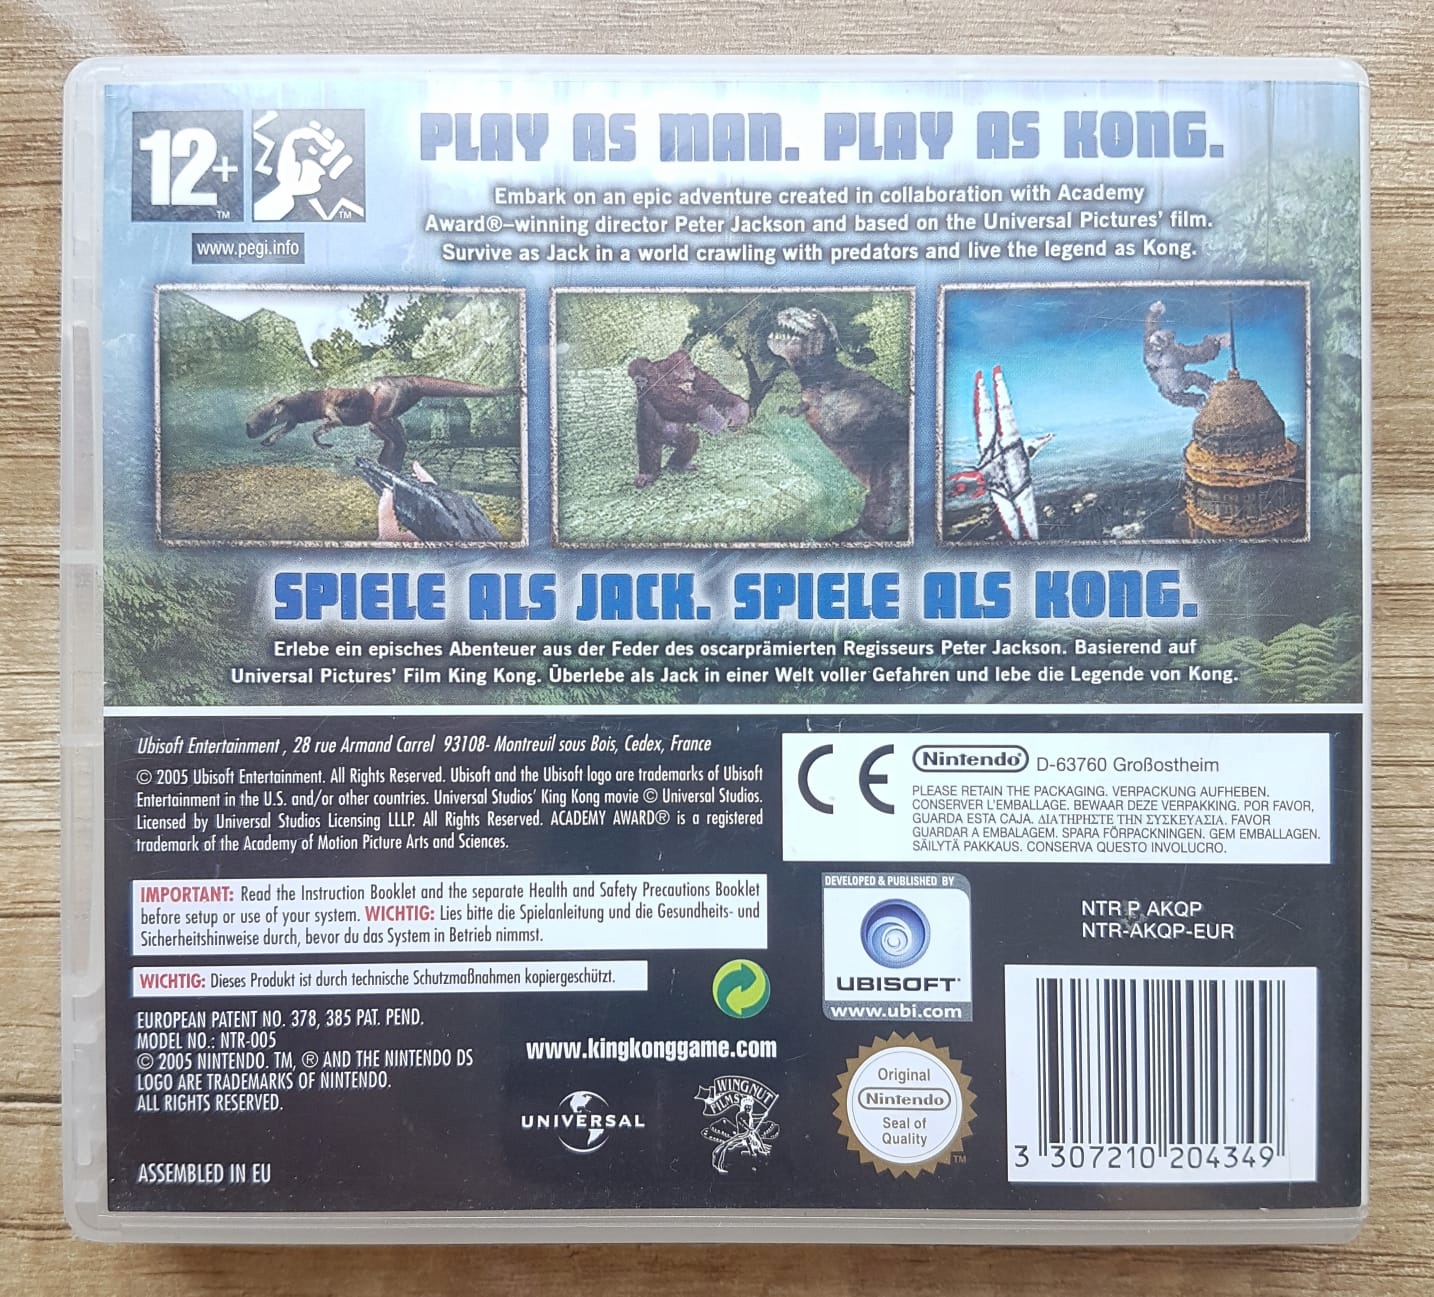 12+
TM
TM
www.pegi.info
PLAY AS MAN. PLAY AS KONG.
Embark on an epic adventure created in collaboration with Academy
Award®–winning director Peter Jackson and based on the Universal Pictures' film.
Survive as Jack in a world crawling with predators and live the legend as Kong.
SPIELE ALS JACK. SPIELE ALS KONG.
Erlebe ein episches Abenteuer aus der Feder des oscarprämierten Regisseurs Peter Jackson. Basierend auf
Universal Pictures' Film King Kong. Überlebe als Jack in einer Welt voller Gefahren und lebe die Legende von Kong.
Ubisoft Entertainment , 28 rue Armand Carrel 93108- Montreuil sous Bois, Cedex, France
© 2005 Ubisoft Entertainment. All Rights Reserved. Ubisoft and the Ubisoft logo are trademarks of Ubisoft
Entertainment in the U.S. and/or other countries. Universal Studios' King Kong movie © Universal Studios.
Licensed by Universal Studios Licensing LLLP. All Rights Reserved. ACADEMY AWARD® is a registered
trademark of the Academy of Motion Picture Arts and Sciences.
CE
Nintendo® D-63760 Großostheim
PLEASE RETAIN THE PACKAGING. VERPACKUNG AUFHEBEN.
CONSERVER L'EMBALLAGE. BEWAAR DEZE VERPAKKING. POR FAVOR,
GUARDA ESTA CAJA. ΔΙΑΤΗΡΗΣΤΕ ΤΗΝ ΣΥΣΚΕΥΑΣΙΑ. FAVOR
GUARDAR A EMBALAGEM. SPARA FÖRPACKNINGEN. GEM EMBALLAGEN.
SÄILYTÄ PAKKAUS. CONSERVA QUESTO INVOLUCRO.
IMPORTANT: Read the Instruction Booklet and the separate Health and Safety Precautions Booklet
before setup or use of your system. WICHTIG: Lies bitte die Spielanleitung und die Gesundheits- und
Sicherheitshinweise durch, bevor du das System in Betrieb nimmst.
WICHTIG: Dieses Produkt ist durch technische Schutzmaßnahmen kopiergeschützt.
EUROPEAN PATENT NO. 378, 385 PAT. PEND.
MODEL NO.: NTR-005
© 2005 NINTENDO. TM, ® AND THE NINTENDO DS
LOGO ARE TRADEMARKS OF NINTENDO.
ALL RIGHTS RESERVED.
ASSEMBLED IN EU
www.kingkonggame.com
UNIVERSAL
WINGNUT
FILMS
DEVELOPED & PUBLISHED BY
UBISOFT
www.ubi.com
Original
Nintendo
Seal of
Quality
TM
NTR P AKQP
NTR-AKQP-EUR
3 307210 204349